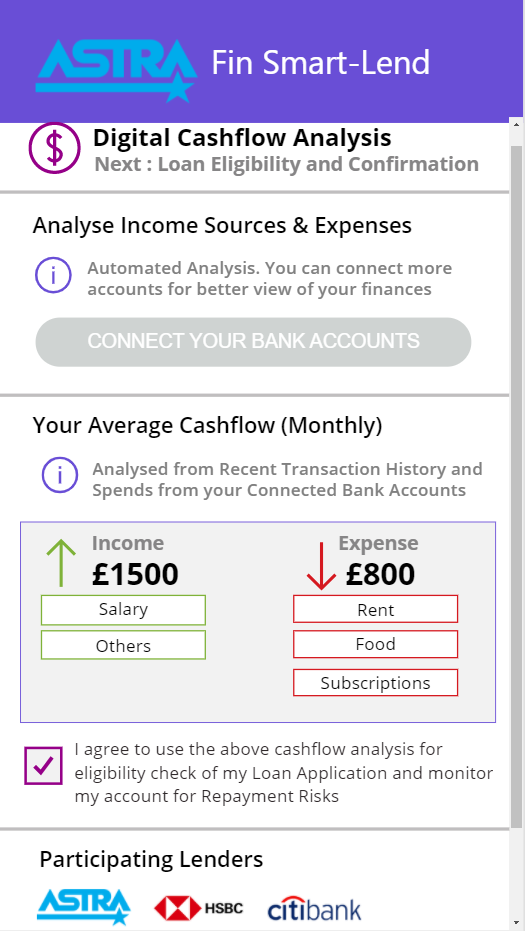 ASTRA Fin Smart-Lend
$ Digital Cashflow Analysis
Next : Loan Eligibility and Confirmation
Analyse Income Sources & Expenses
i Automated Analysis. You can connect more
accounts for better view of your finances
CONNECT YOUR BANK ACCOUNTS
Your Average Cashflow (Monthly)
i Analysed from Recent Transaction History and
Spends from your Connected Bank Accounts
Income
£1500
Salary
Others
Expense
£800
Rent
Food
Subscriptions
I agree to use the above cashflow analysis for
eligibility check of my Loan Application and monitor
my account for Repayment Risks
Participating Lenders
ASTRA HSBC citibank